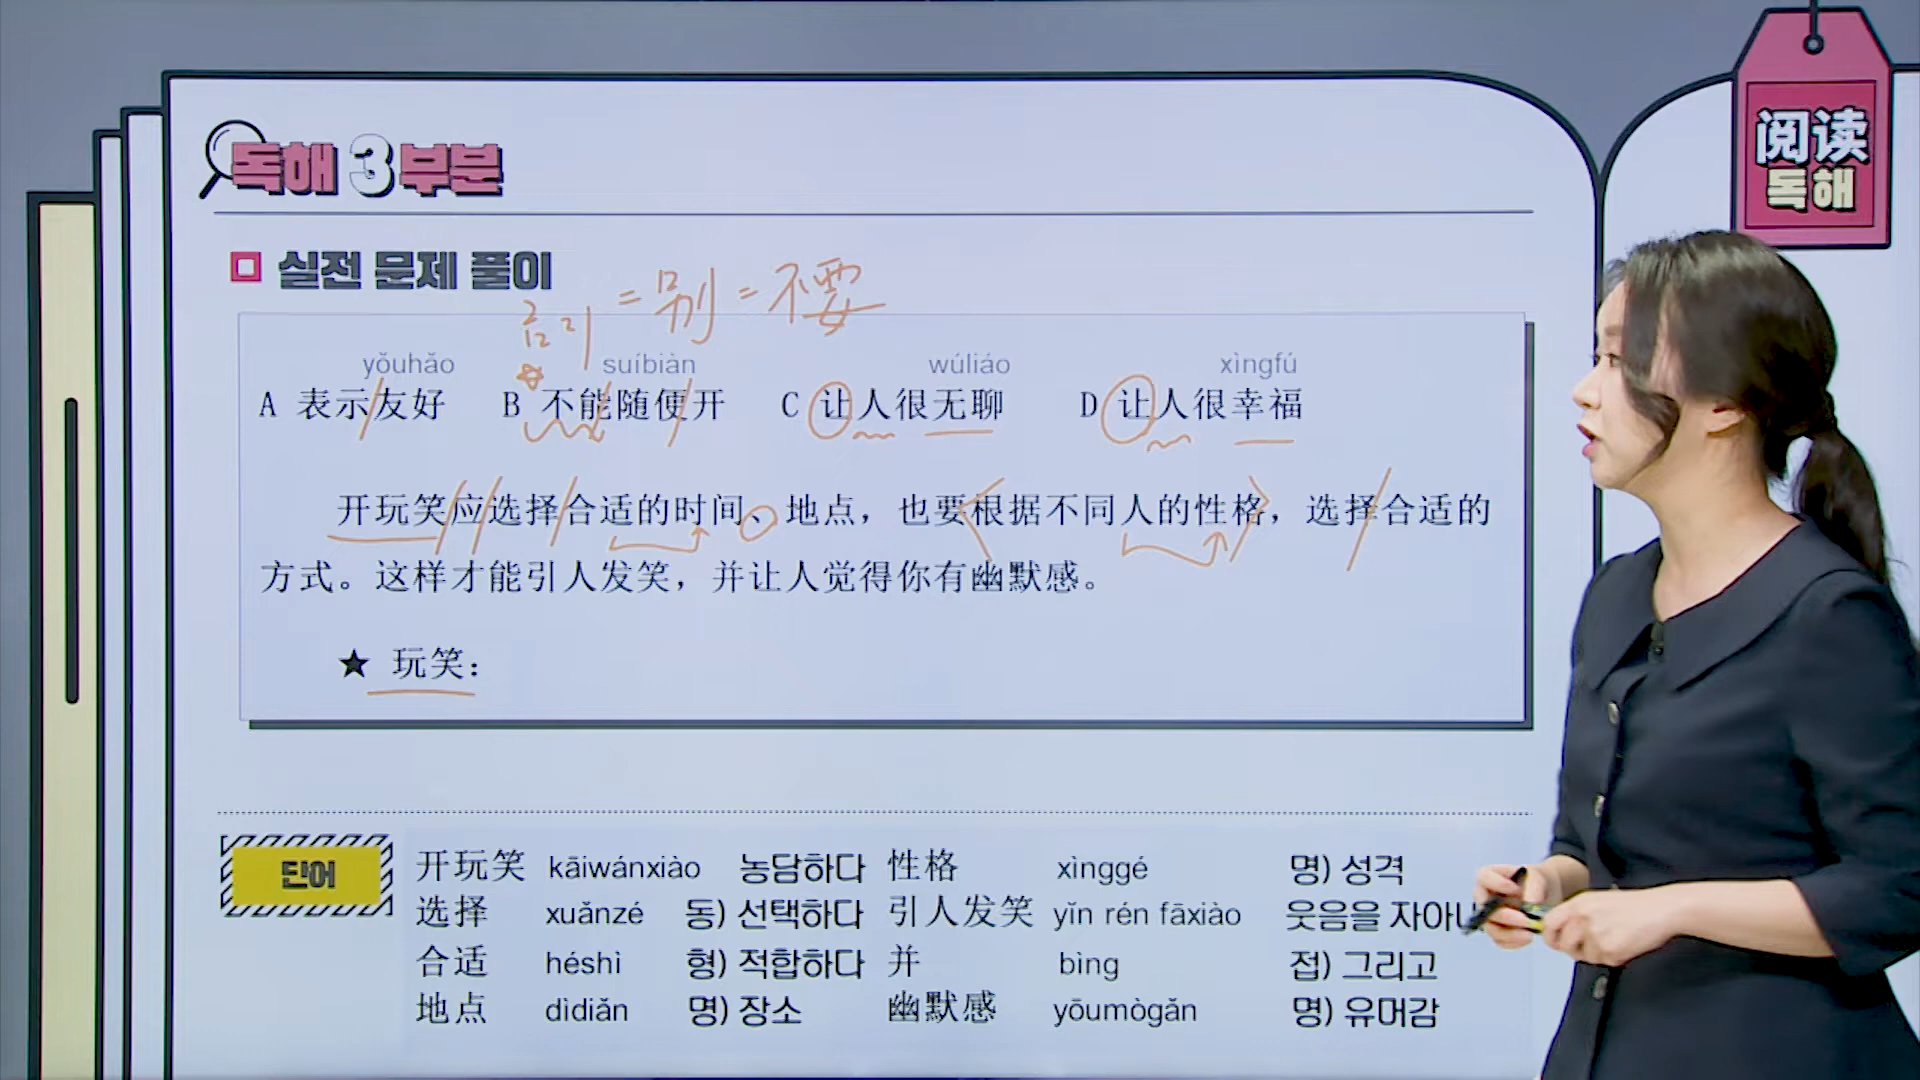 阅读
독해
독해 3 부분
실전 문제 풀이
금지 = 别 = 不要
yǒuhǎo suíbiàn wúliáo xìngfú
A 表示友好 B 不能随便开 C 让人很无聊 D 让人很幸福
开玩笑应选择合适的时间、地点，也要根据不同人的性格，选择合适的
方式。这样才能引人发笑，并让人觉得你有幽默感。
★ 玩笑：
단어
开玩笑 kāiwánxiào 농담하다 性格 xìnggé 명) 성격
选择 xuǎnzé 동) 선택하다 引人发笑 yǐn rén fāxiào 웃음을
合适 héshì 형) 적합하다 并 bìng 접) 그리고
地点 dìdiǎn 명) 장소 幽默感 yōumògǎn 명) 유머감